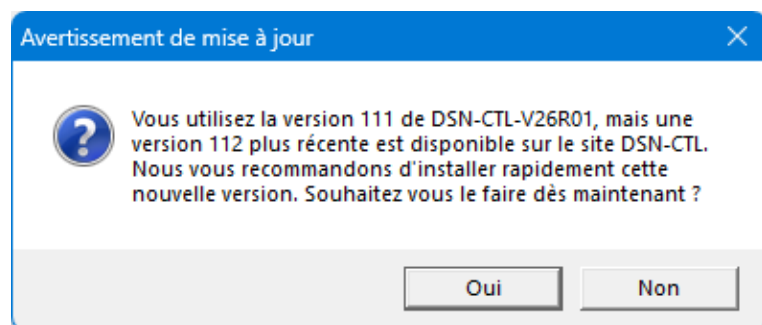 Avertissement de mise à jour
Vous utilisez la version 111 de DSN-CTL-V26R01, mais une
version 112 plus récente est disponible sur le site DSN-CTL.
Nous vous recommandons d'installer rapidement cette
nouvelle version. Souhaitez vous le faire dès maintenant ?
Oui
Non